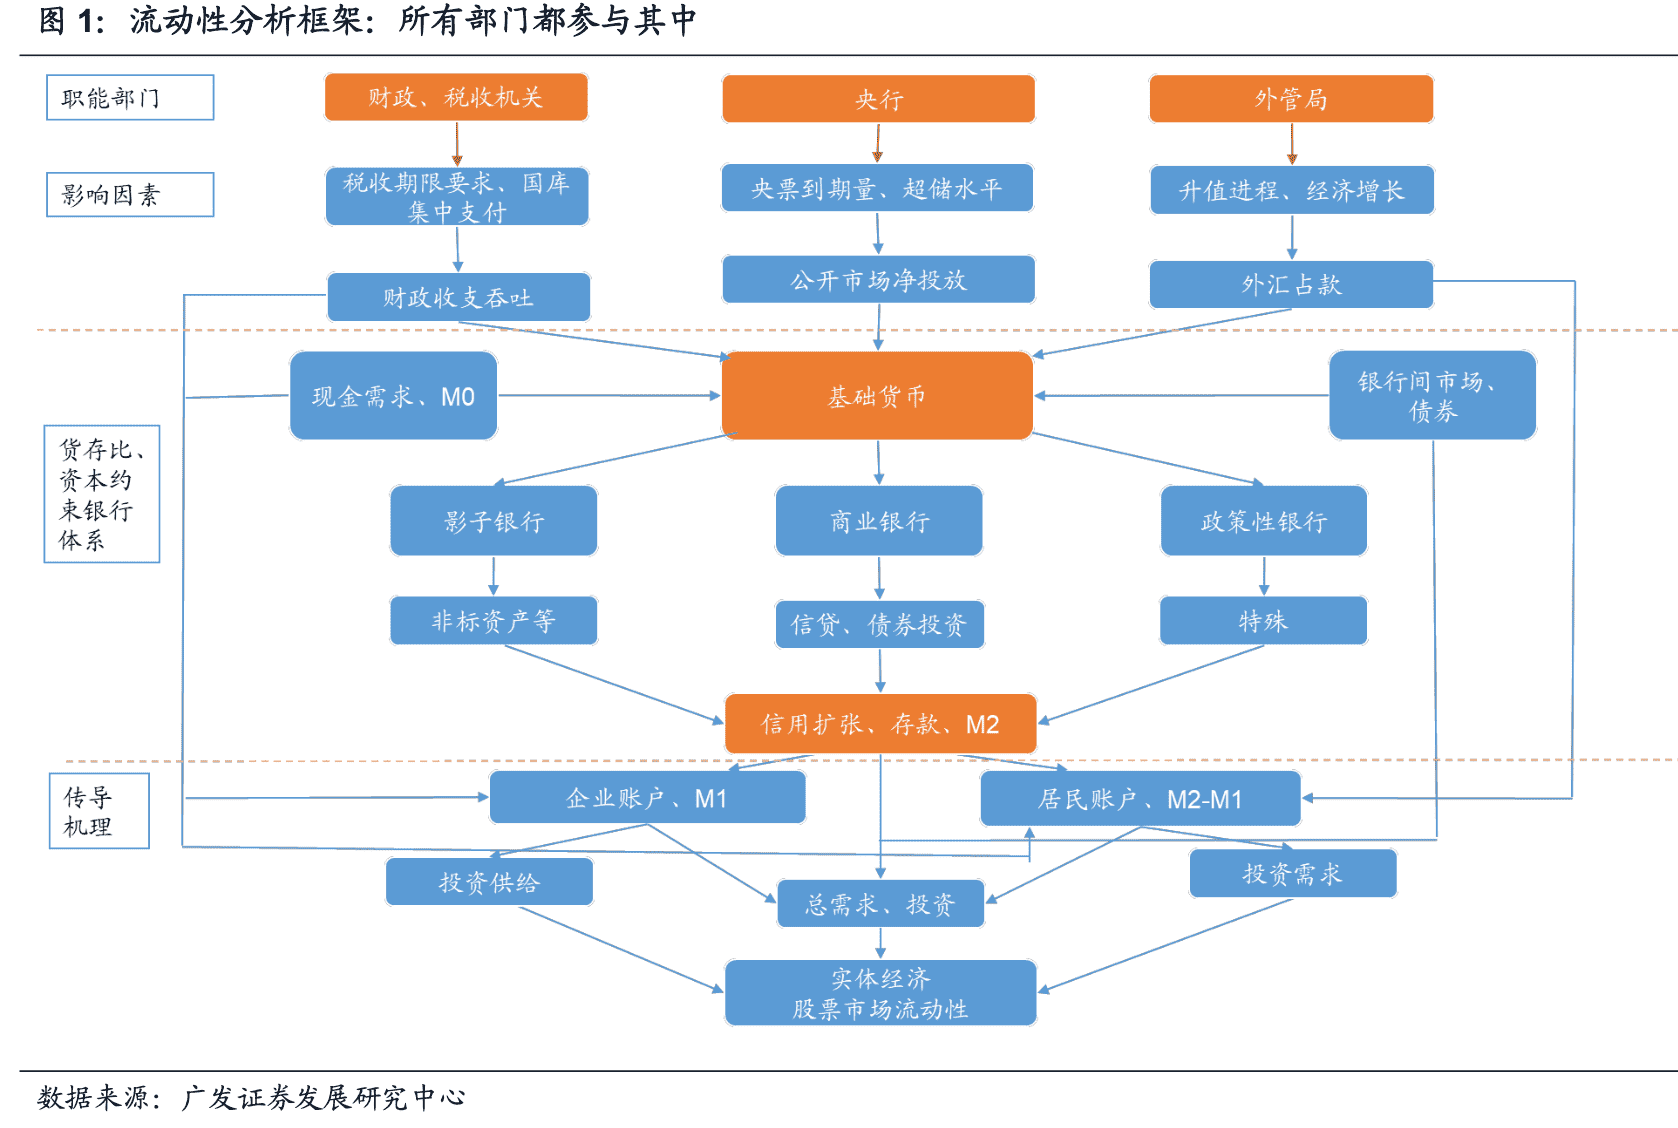 图 1：流动性分析框架：所有部门都参与其中
职能部门
财政、税收机关
央行
外管局
影响因素
税收期限要求、国库
集中支付
央票到期量、超储水平
升值进程、经济增长
财政收支吞吐
公开市场净投放
外汇占款
现金需求、M0
基础货币
银行间市场、
债券
货存比、
资本约
束银行
体系
影子银行
商业银行
政策性银行
非标资产等
信贷、债券投资
特殊
信用扩张、存款、M2
传导
机理
企业账户、M1
居民账户、M2-M1
投资供给
总需求、投资
投资需求
实体经济
股票市场流动性
数据来源：广发证券发展研究中心